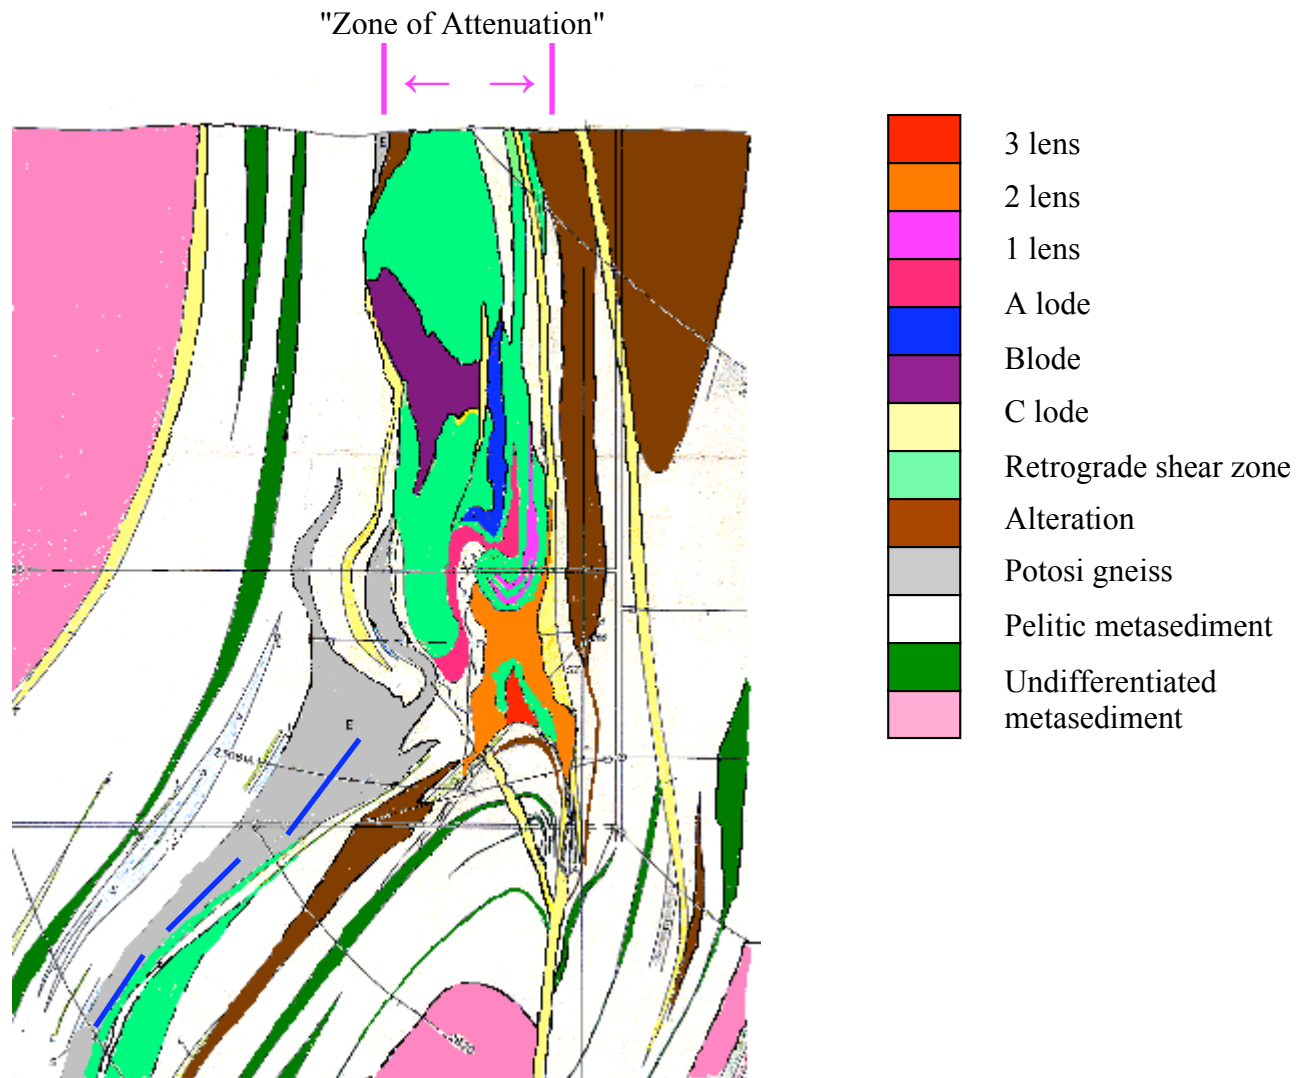 "Zone of Attenuation"
3 lens
2 lens
1 lens
A lode
Blode
C lode
Retrograde shear zone
Alteration
Potosi gneiss
Pelitic metasediment
Undifferentiated
metasediment
E
E